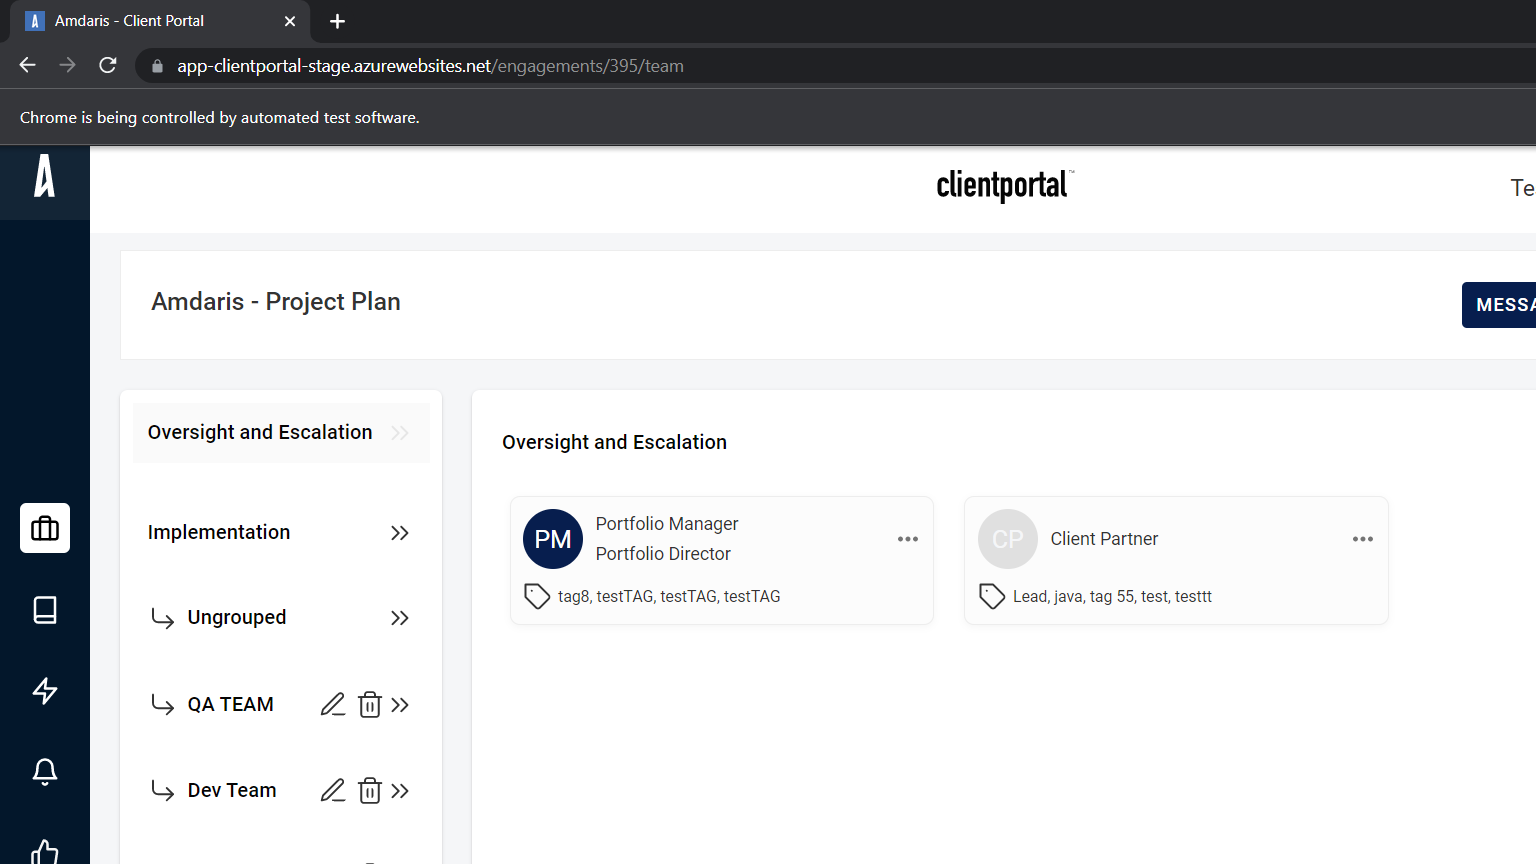 Amdaris - Client Portal
app-clientportal-stage.azurewebsites.net/engagements/395/team
Chrome is being controlled by automated test software.
clientportal™
Te
Amdaris - Project Plan
MESSA
Oversight and Escalation
Implementation
Ungrouped
QA TEAM
Dev Team
Oversight and Escalation
PM
Portfolio Manager
Portfolio Director
tag8, testTAG, testTAG, testTAG
CP
Client Partner
Lead, java, tag 55, test, testtt